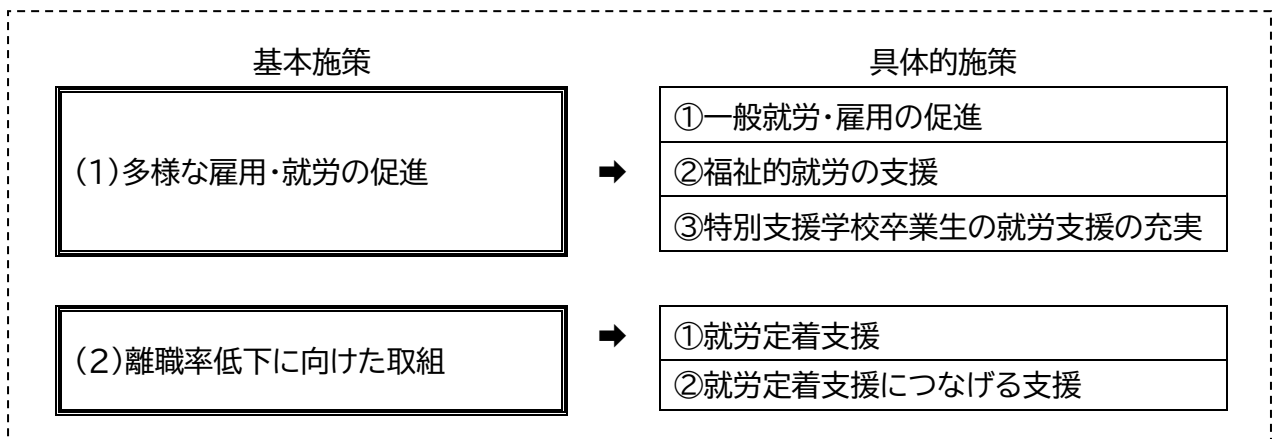 基本施策
具体的施策
(1)多様な雇用・就労の促進
➡
①一般就労・雇用の促進
②福祉的就労の支援
③特別支援学校卒業生の就労支援の充実
(2)離職率低下に向けた取組
➡
①就労定着支援
②就労定着支援につなげる支援